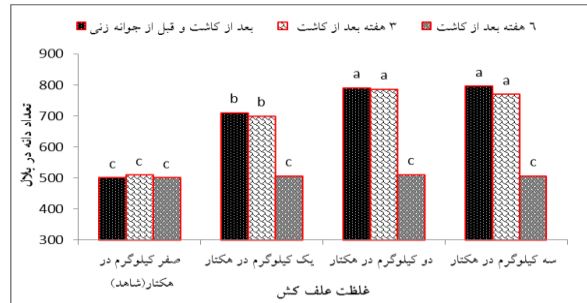 بعد از کاشت و قبل از جوانه زنی ۳ هفته بعد از کاشت ۶ هفته بعد از کاشت
900
800
700
600
500
400
300
تعداد دانه در بلال
c c c b b c a a c a a c
صفر کیلوگرم در هکتار(شاهد)
یک کیلوگرم در هکتار
دو کیلوگرم در هکتار
سه کیلوگرم در هکتار
غلظت علف کش